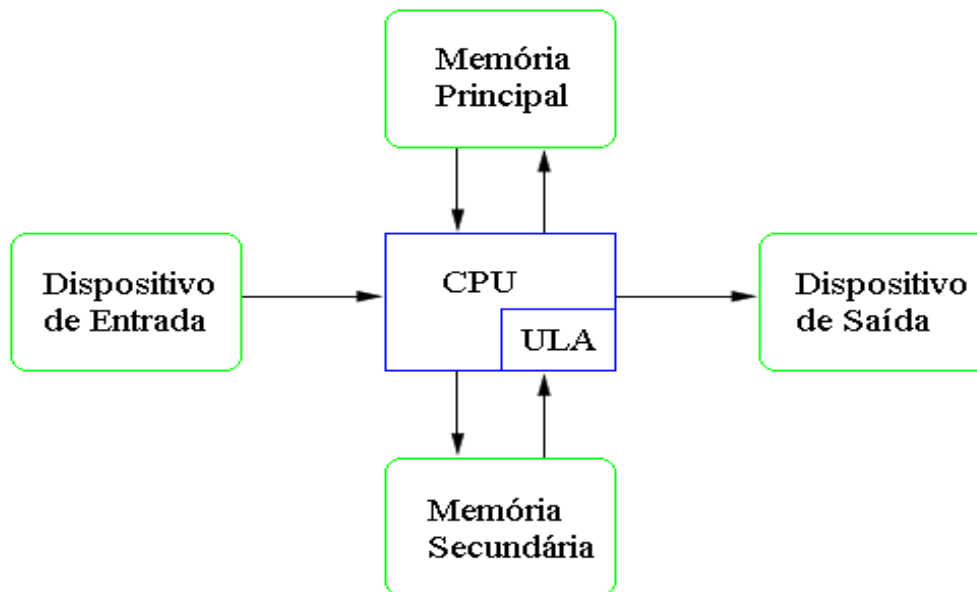 Memória
Principal
Dispositivo
de Entrada
CPU
ULA
Dispositivo
de Saída
Memória
Secundária